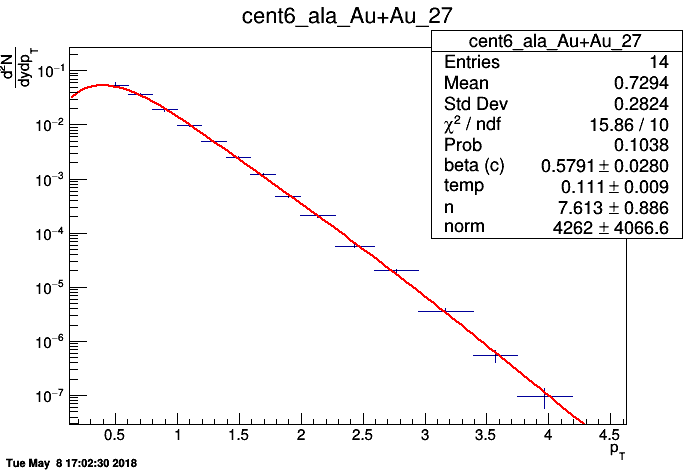 cent6_ala_Au+Au_27
d²N
dydp_T
cent6_ala_Au+Au_27
Entries 14
Mean 0.7294
Std Dev 0.2824
χ² / ndf 15.86 / 10
Prob 0.1038
beta (c) 0.5791 ± 0.0280
temp 0.111 ± 0.009
n 7.613 ± 0.886
norm 4262 ± 4066.6
10⁻¹
10⁻²
10⁻³
10⁻⁴
10⁻⁵
10⁻⁶
10⁻⁷
0.5 1 1.5 2 2.5 3 3.5 4 4.5
p_T
Tue May 8 17:02:30 2018